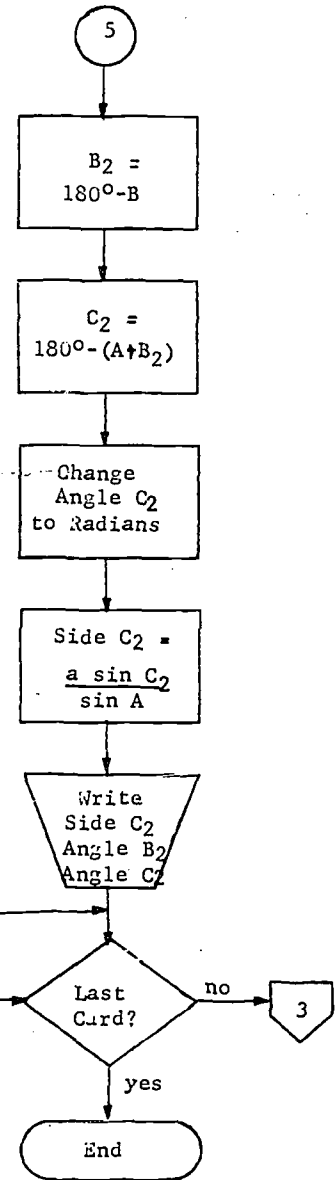 5
B₂ =
180°-B
C₂ =
180°-(A+B₂)
Change
Angle C₂
to Radians
Side C₂ =
a sin C₂
sin A
Write
Side C₂
Angle B₂
Angle C₂
Last
Card?
no
3
yes
End